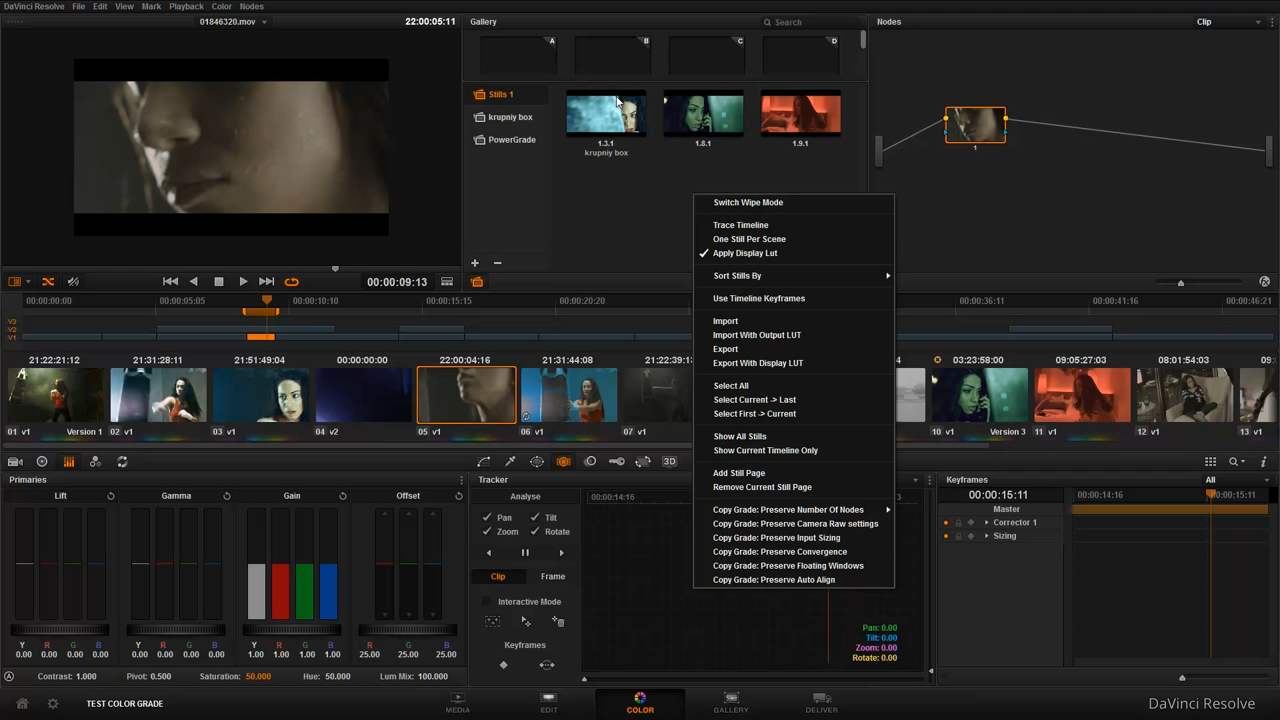 DaVinci Resolve File Edit View Mark Playback Color Nodes
01846320.mov 22:00:05:11 Gallery Search Nodes Clip
A B C D
Stills 1
krupniy box
PowerGrade
1.3.1 1.8.1 1.9.1
krupniy box
1
Switch Wipe Mode
Trace Timeline
One Still Per Scene
Apply Display Lut
Sort Stills By
Use Timeline Keyframes
Import
Import With Output LUT
Export
Export With Display LUT
Select All
Select Current -> Last
Select First -> Current
Show All Stills
Show Current Timeline Only
Add Still Page
Remove Current Still Page
Copy Grade: Preserve Number Of Nodes
Copy Grade: Preserve Camera Raw settings
Copy Grade: Preserve Input Sizing
Copy Grade: Preserve Convergence
Copy Grade: Preserve Floating Windows
Copy Grade: Preserve Auto Align
00:00:09:13
00:00:00:00 00:00:05:05 00:00:10:10 00:00:15:15 00:00:20:20 00:00:36:11 00:00:41:16 00:00:46:21
V3
V2
V1
21:22:21:12 21:31:28:11 21:51:49:04 00:00:00:00 22:00:04:16 21:31:44:08 22:22:39:1 03:23:58:00 09:05:27:03 08:01:54:03
01 v1 Version 1 02 v1 03 v1 04 v2 05 v1 06 v1 07 v1 10 v1 Version 3 11 v1 12 v1 13 v1
3D
Primaries Tracker Keyframes All
Lift Gamma Gain Offset
Y R G B Y R G B Y R G B R G B
0.00 0.00 0.00 0.00 0.00 0.00 0.00 0.00 1.00 1.00 1.00 1.00 25.00 25.00 25.00
Contrast: 1.000 Pivot: 0.500 Saturation: 50.000 Hue: 50.000 Lum Mix: 100.000
Analyse
Pan Tilt
Zoom Rotate
Clip Frame
Interactive Mode
Keyframes
00:00:14:16
Pan: 0.00
Tilt: 0.00
Zoom: 0.00
Rotate: 0.00
00:00:15:11 00:00:14:16 00:00:15:11
Master
Corrector 1
Sizing
TEST COLOR GRADE
MEDIA EDIT COLOR GALLERY DELIVER
DaVinci Resolve